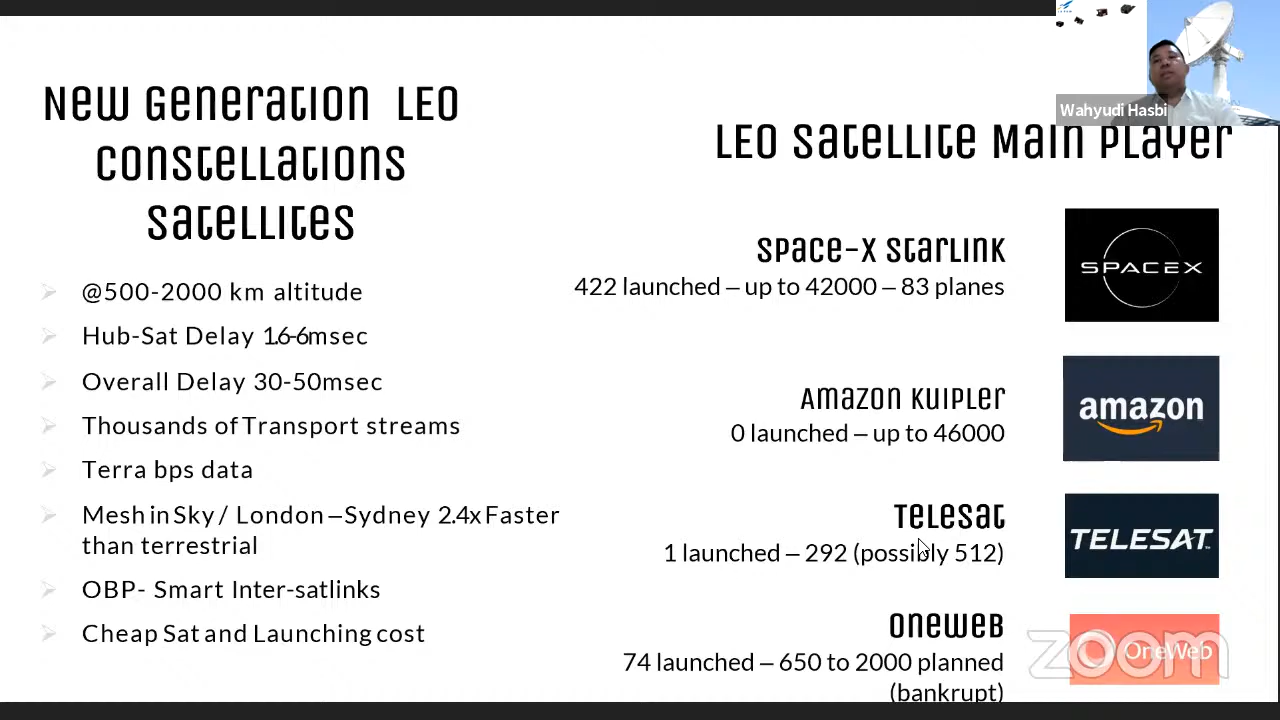 New Generation LEO
Constellations
Satellites
@500-2000 km altitude
Hub-Sat Delay 1.6-6msec
Overall Delay 30-50msec
Thousands of Transport streams
Terra bps data
Mesh in Sky / London – Sydney 2.4x Faster
than terrestrial
OBP- Smart Inter-satlinks
Cheap Sat and Launching cost
Wahyudi Hasbi
LEO Satellite Main Player
Space-X Starlink
422 launched – up to 42000 – 83 planes
SPACEX
Amazon Kuipler
0 launched – up to 46000
amazon
Telesat
1 launched – 292 (possibly 512)
TELESAT
OneWeb
74 launched – 650 to 2000 planned
(bankrupt)
OneWeb
zoom